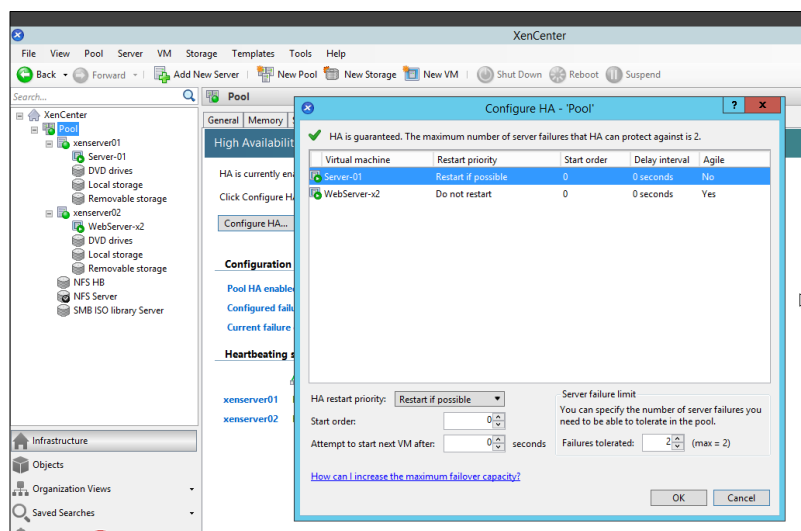 XenCenter
File View Pool Server VM Storage Templates Tools Help
Back Forward Add New Server New Pool New Storage New VM Shut Down Reboot Suspend
Search...
Pool
XenCenter
Pool
xenserver01
Server-01
DVD drives
Local storage
Removable storage
xenserver02
WebServer-x2
DVD drives
Local storage
Removable storage
NFS HB
NFS Server
SMB ISO library Server
Infrastructure
Objects
Organization Views
Saved Searches
General Memory
High Availabilit
HA is currently en
Click Configure H
Configure HA...
Configuration
Pool HA enable
Configured failu
Current failure
Heartbeating s
xenserver01
xenserver02
Configure HA - 'Pool' ? x
HA is guaranteed. The maximum number of server failures that HA can protect against is 2.
Virtual machine Restart priority Start order Delay interval Agile
Server-01 Restart if possible 0 0 seconds No
WebServer-x2 Do not restart 0 0 seconds Yes
HA restart priority: Restart if possible
Start order: 0
Attempt to start next VM after: 0 seconds
Server failure limit
You can specify the number of server failures you
need to be able to tolerate in the pool.
Failures tolerated: 2 (max = 2)
How can I increase the maximum failover capacity?
OK Cancel